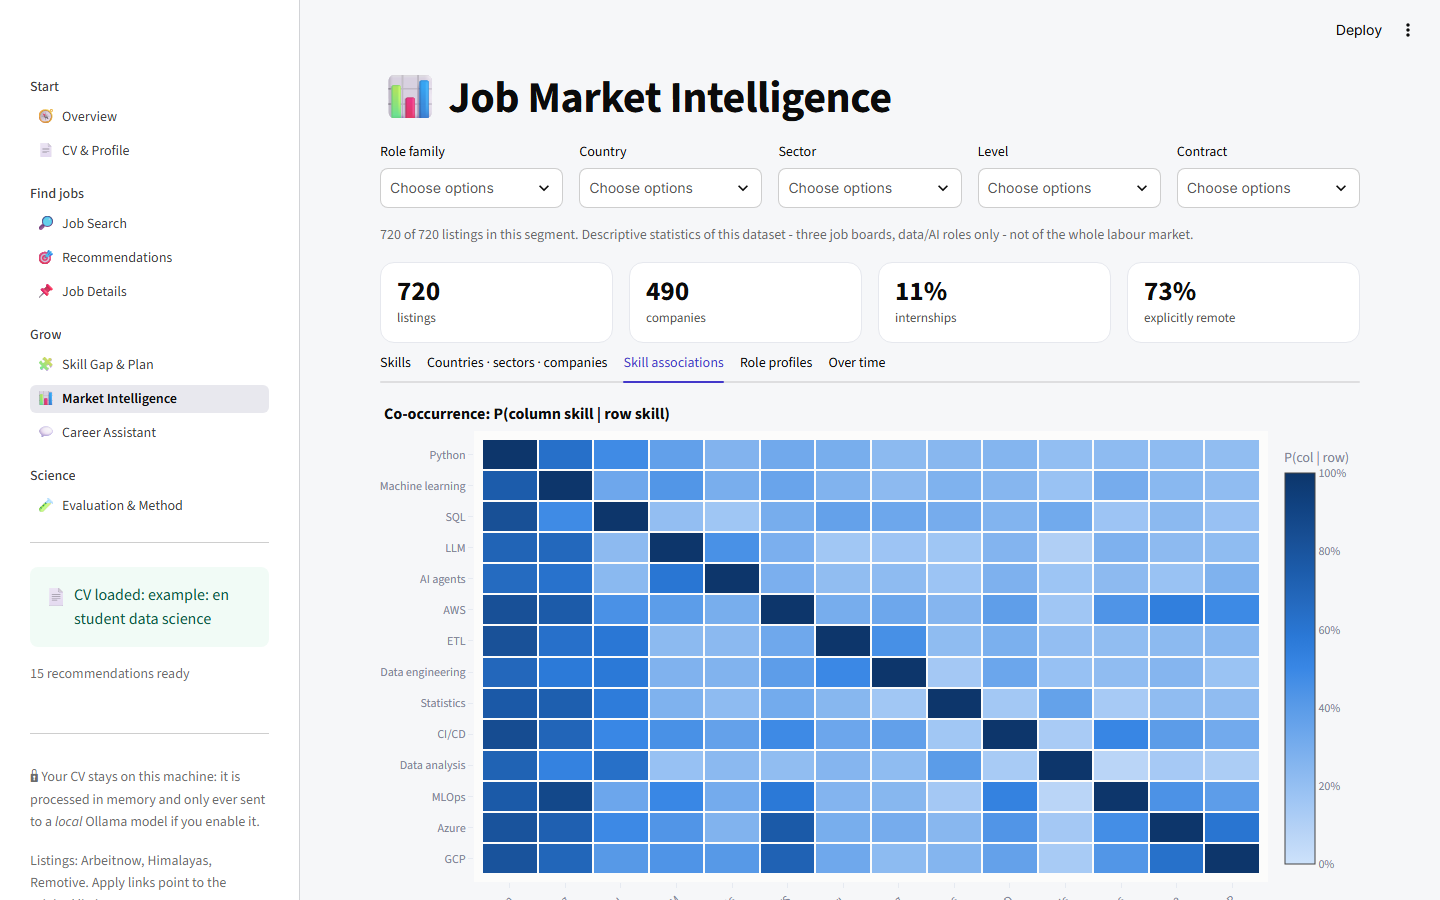 Deploy
Start
Overview
CV & Profile
Find jobs
Job Search
Recommendations
Job Details
Grow
Skill Gap & Plan
Market Intelligence
Career Assistant
Science
Evaluation & Method
CV loaded: example: en
student data science
15 recommendations ready
Your CV stays on this machine: it is
processed in memory and only ever sent
to a local Ollama model if you enable it.
Listings: Arbeitnow, Himalayas,
Remotive. Apply links point to the
Job Market Intelligence
Role family Country Sector Level Contract
Choose options Choose options Choose options Choose options Choose options
720 of 720 listings in this segment. Descriptive statistics of this dataset - three job boards, data/AI roles only - not of the whole labour market.
720 490 11% 73%
listings companies internships explicitly remote
Skills Countries · sectors · companies Skill associations Role profiles Over time
Co-occurrence: P(column skill | row skill)
Python
Machine learning
SQL
LLM
AI agents
AWS
ETL
Data engineering
Statistics
CI/CD
Data analysis
MLOps
Azure
GCP
P(col | row)
100%
80%
60%
40%
20%
0%